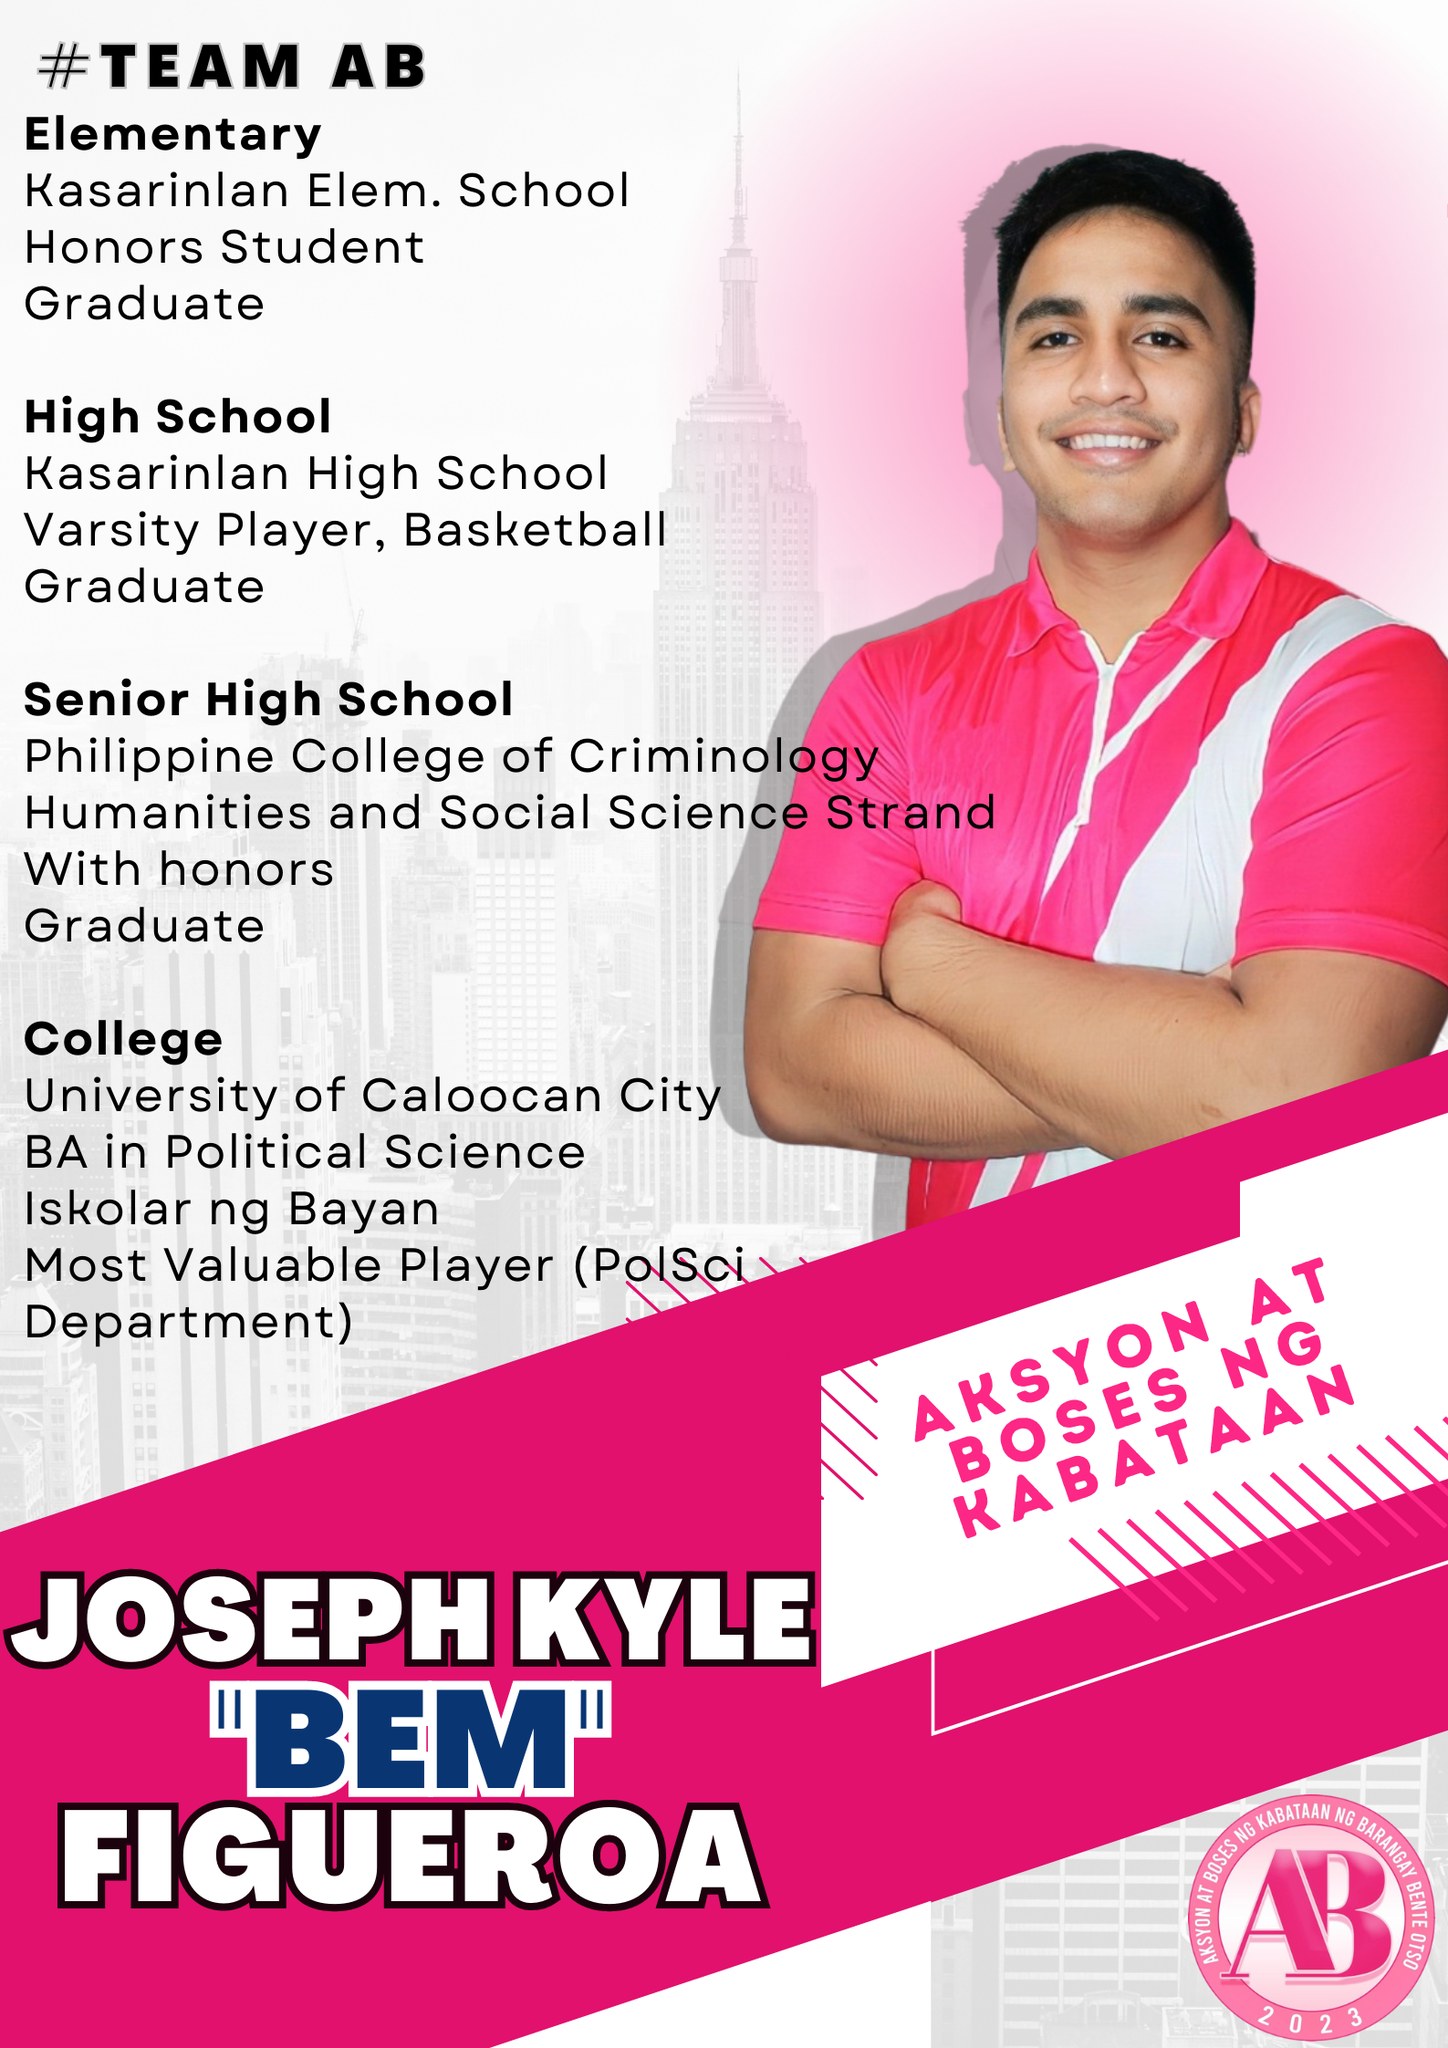 #TEAM AB
Elementary
Kasarinlan Elem. School
Honors Student
Graduate
High School
Kasarinlan High School
Varsity Player, Basketball
Graduate
Senior High School
Philippine College of Criminology
Humanities and Social Science Strand
With honors
Graduate
College
University of Caloocan City
BA in Political Science
Iskolar ng Bayan
Most Valuable Player (PolSci
Department)
AKSYON AT
BOSES NG
KABATAAN
JOSEPH KYLE
"BEM"
FIGUEROA
AKSYON AT BOSES NG KABATAAN NG BARANGAY BENTE OTSO
AB
2023